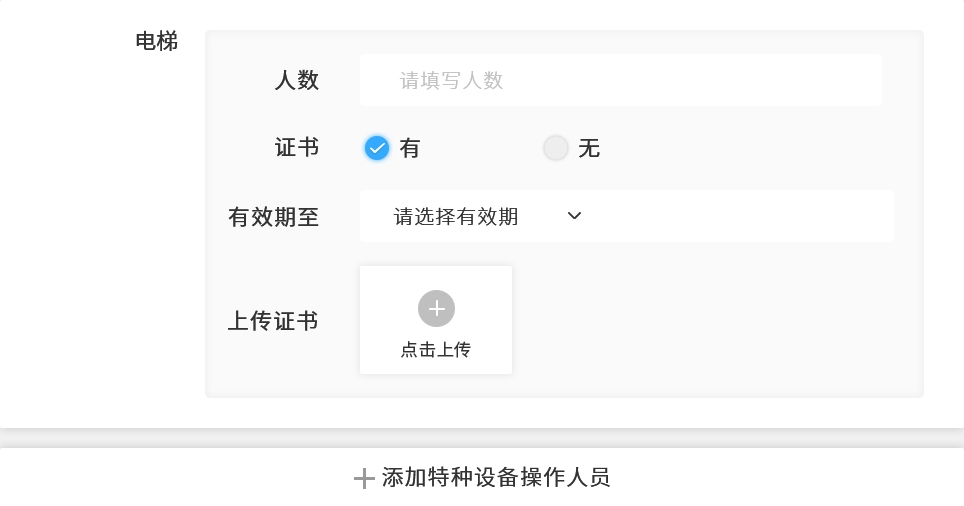 电梯
人数 请填写人数
证书 有 无
有效期至 请选择有效期
上传证书
点击上传
添加特种设备操作人员